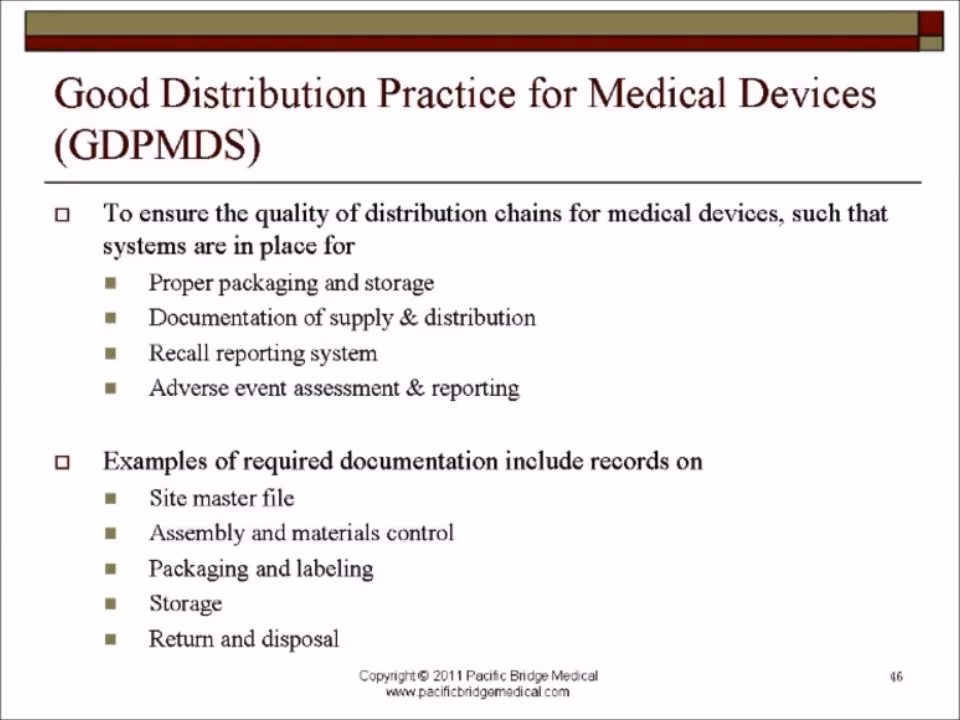 Good Distribution Practice for Medical Devices
(GDPMDS)
To ensure the quality of distribution chains for medical devices, such that
systems are in place for
Proper packaging and storage
Documentation of supply & distribution
Recall reporting system
Adverse event assessment & reporting
Examples of required documentation include records on
Site master file
Assembly and materials control
Packaging and labeling
Storage
Return and disposal
Copyright © 2011 Pacific Bridge Medical
www.pacificbridgemedical.com
46